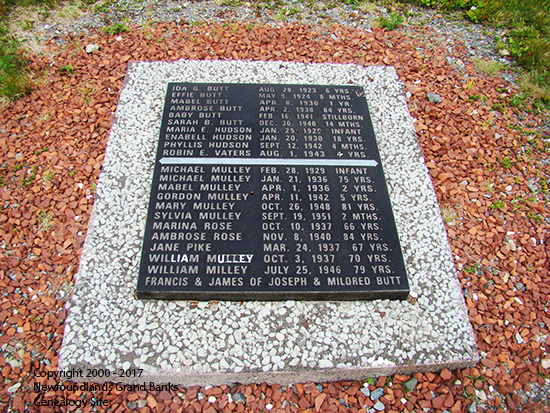 IDA G. BUTT AUG. 28, 1923 6 YRS.
EFFIE BUTT MAY. 9, 1924 8 MTHS.
MABEL BUTT APR. 8, 1930 1 YR.
AMBROSE BUTT APR. 2, 1938 84 YRS.
BABY BUTT FEB. 16, 1941 STILLBORN
SARAH B. BUTT DEC. 30, 1940 14 MTHS.
MARIA E. HUDSON JAN. 25, 1920 INFANT
ENABELL HUDSON JAN. 20, 1930 18 YRS.
PHYLLIS HUDSON SEPT. 12, 1942 4 MTHS.
ROBIN E. VATERS AUG. 1, 1943 4 YRS.
MICHAEL MULLEY FEB. 28, 1929 INFANT
MICHAEL MULLEY JAN. 21, 1936 75 YRS.
MABEL MULLEY APR. 1, 1936 2 YRS.
GORDON MULLEY APR. 11, 1942 5 YRS.
MARY MULLEY OCT. 26, 1948 81 YRS.
SYLVIA MULLEY SEPT. 19, 1951 2 MTHS.
MARINA ROSE OCT. 10, 1937 66 YRS.
AMBROSE ROSE NOV. 8, 1940 84 YRS.
JANE PIKE MAR. 24, 1937 67 YRS.
WILLIAM MULLEY OCT. 3, 1937 70 YRS.
WILLIAM MILLEY JULY 25, 1946 79 YRS.
FRANCIS & JAMES OF JOSEPH & MILDRED BUTT
Copyright 2000 - 2017
Newfoundlands Grand Banks
Genealogy Site